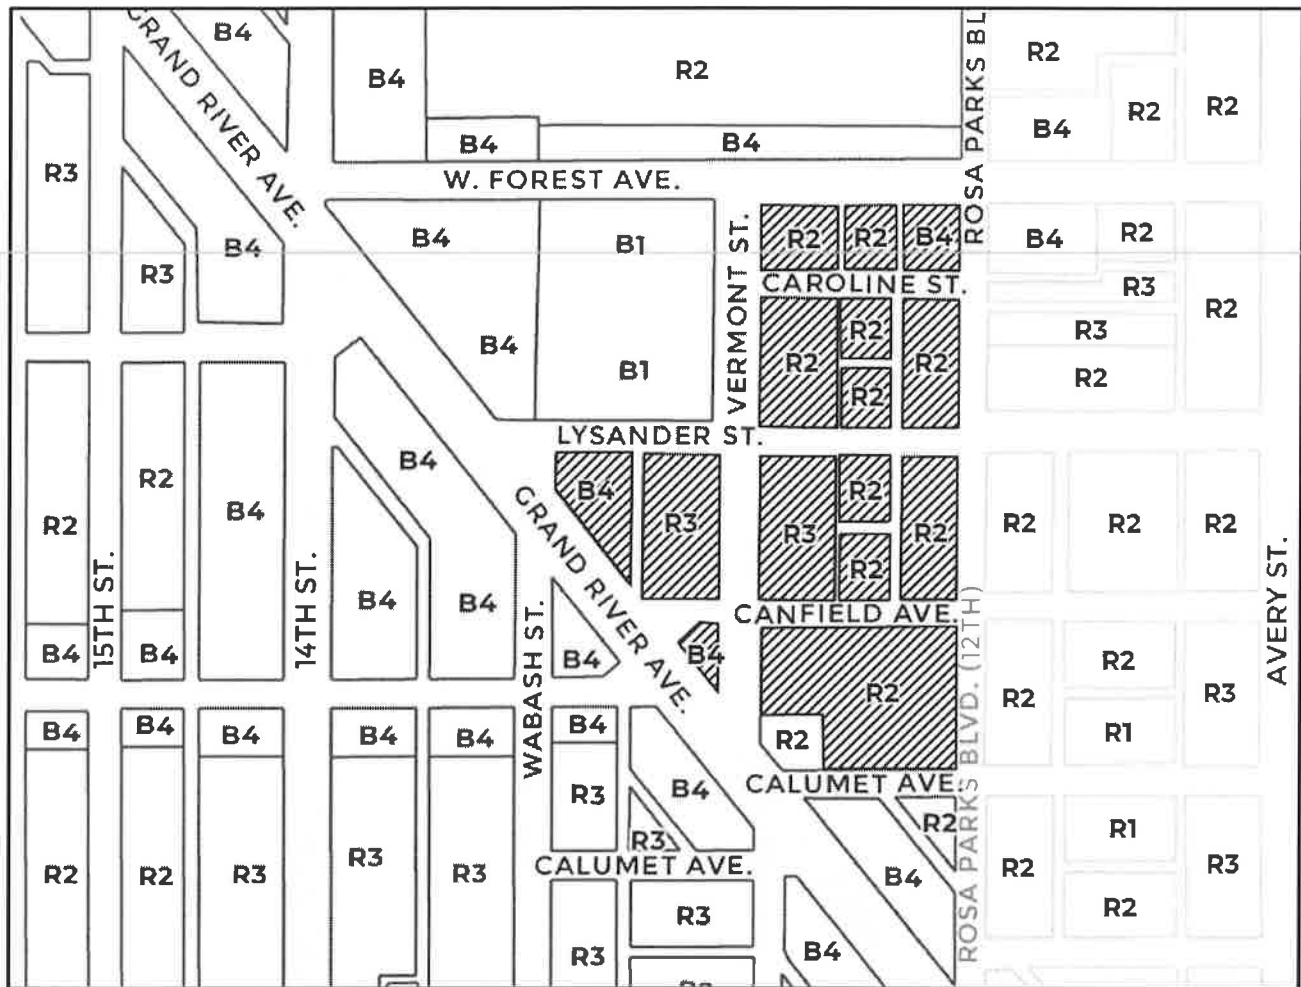 GRAND RIVER AVE.
B4
B4
R2
ROSA PARKS BL
R2
R2
R2
B4
B4
B4
R3
W. FOREST AVE.
B4
B4
B1
VERMONT ST.
R2
R2
B4
B4
R2
R3
CAROLINE ST.
R3
R2
B4
B1
R2
R2
R2
R2
R3
R2
LYSANDER ST.
R2
R2
B4
B4
GRAND RIVER AVE.
B4
R3
R3
R2
R2
R2
R2
R2
R2
15TH ST.
14TH ST.
B4
B4
WABASH ST.
CANFIELD AVE.
ROSA PARKS BLVD. (12TH)
AVERY ST.
B4
B4
B4
B4
R2
R2
R2
R3
R2
R1
B4
B4
B4
B4
B4
B4
CALUMET AVE.
R3
B4
R2
R1
R3
R2
R2
R3
R3
R3
CALUMET AVE.
B4
R2
R3
R2
R3
B4
R3